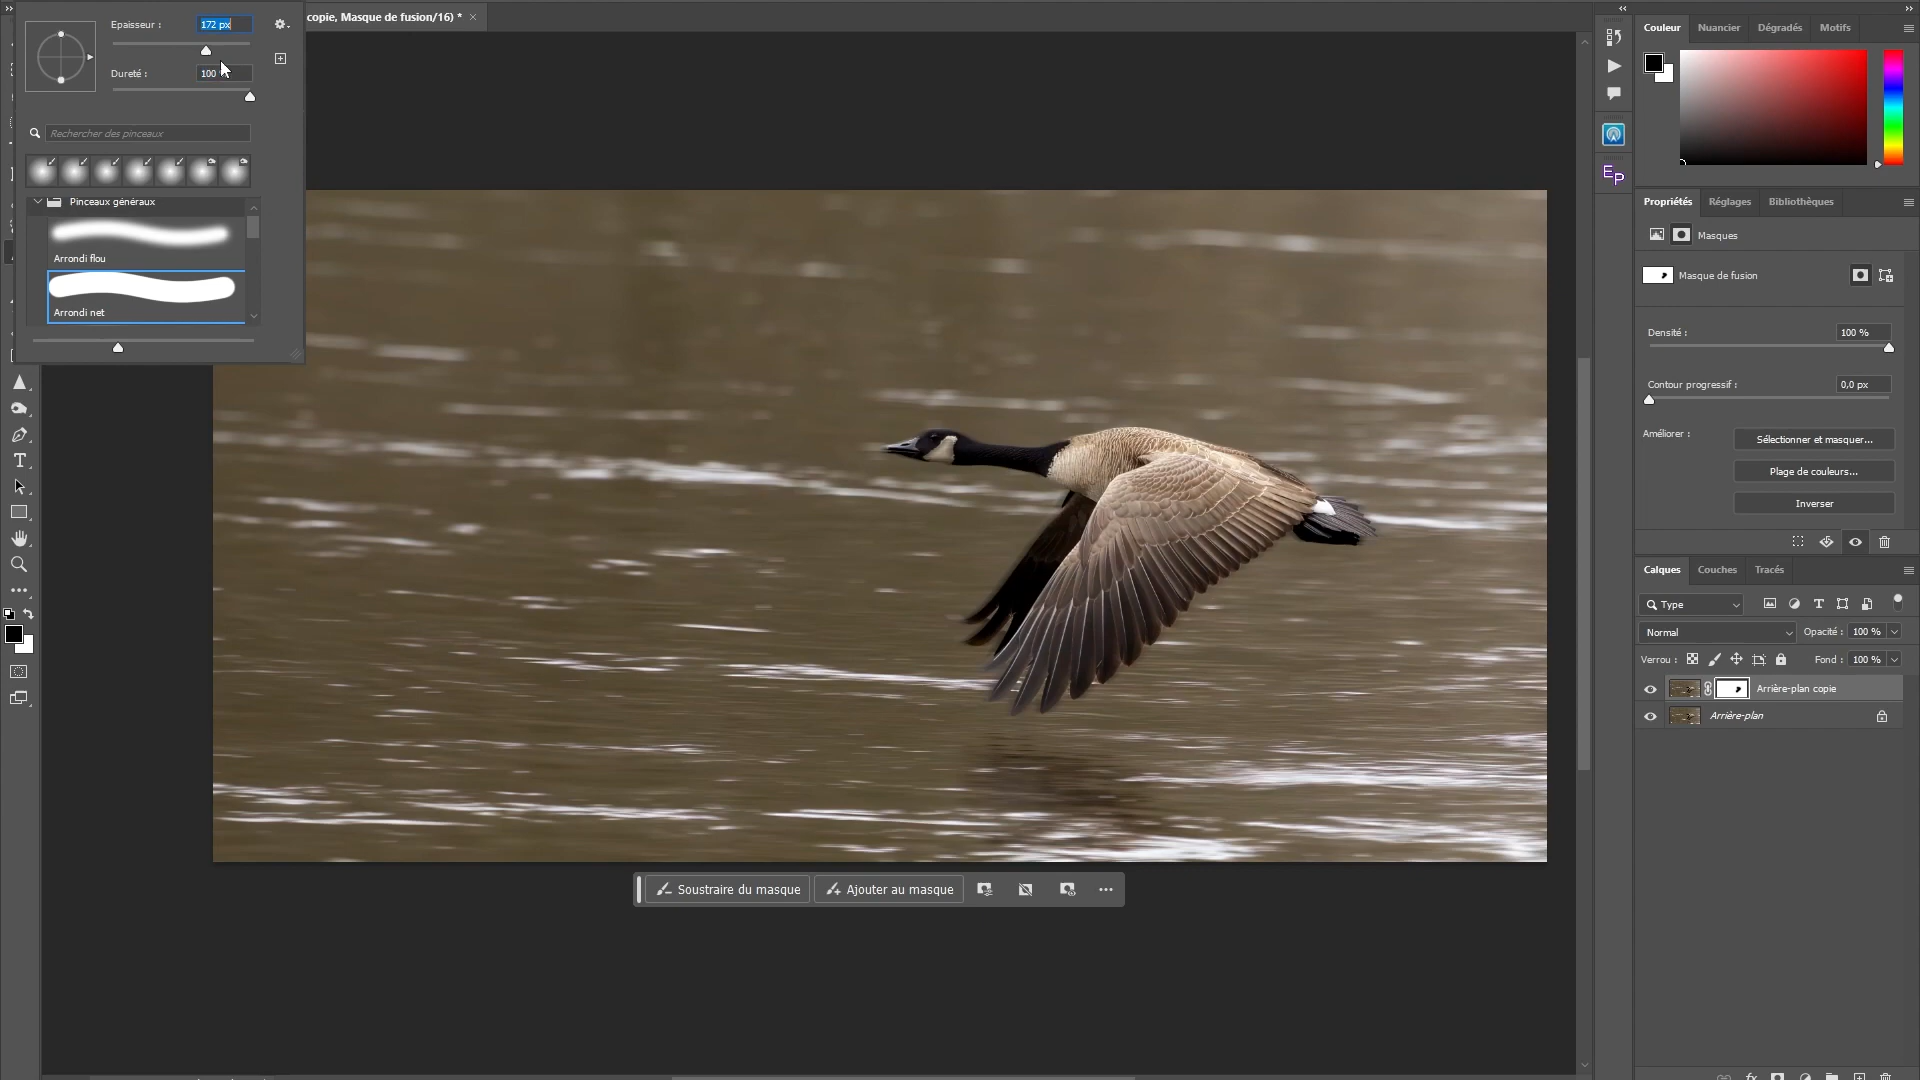 copie, Masque de fusion/16) *
Epaisseur :
172 px
Dureté :
100
Rechercher des pinceaux
Pinceaux généraux
Arrondi flou
Arrondi net
T
Soustraire du masque
Ajouter au masque
EP
Couleur
Nuancier
Dégradés
Motifs
Propriétés
Réglages
Bibliothèques
Masques
Masque de fusion
Densité :
100 %
Contour progressif :
0,0 px
Améliorer :
Sélectionner et masquer...
Plage de couleurs...
Inverser
Calques
Couches
Tracés
Type
T
Normal
Opacité :
100 %
Verrou :
Fond :
100 %
Arrière-plan copie
Arrière-plan
fx